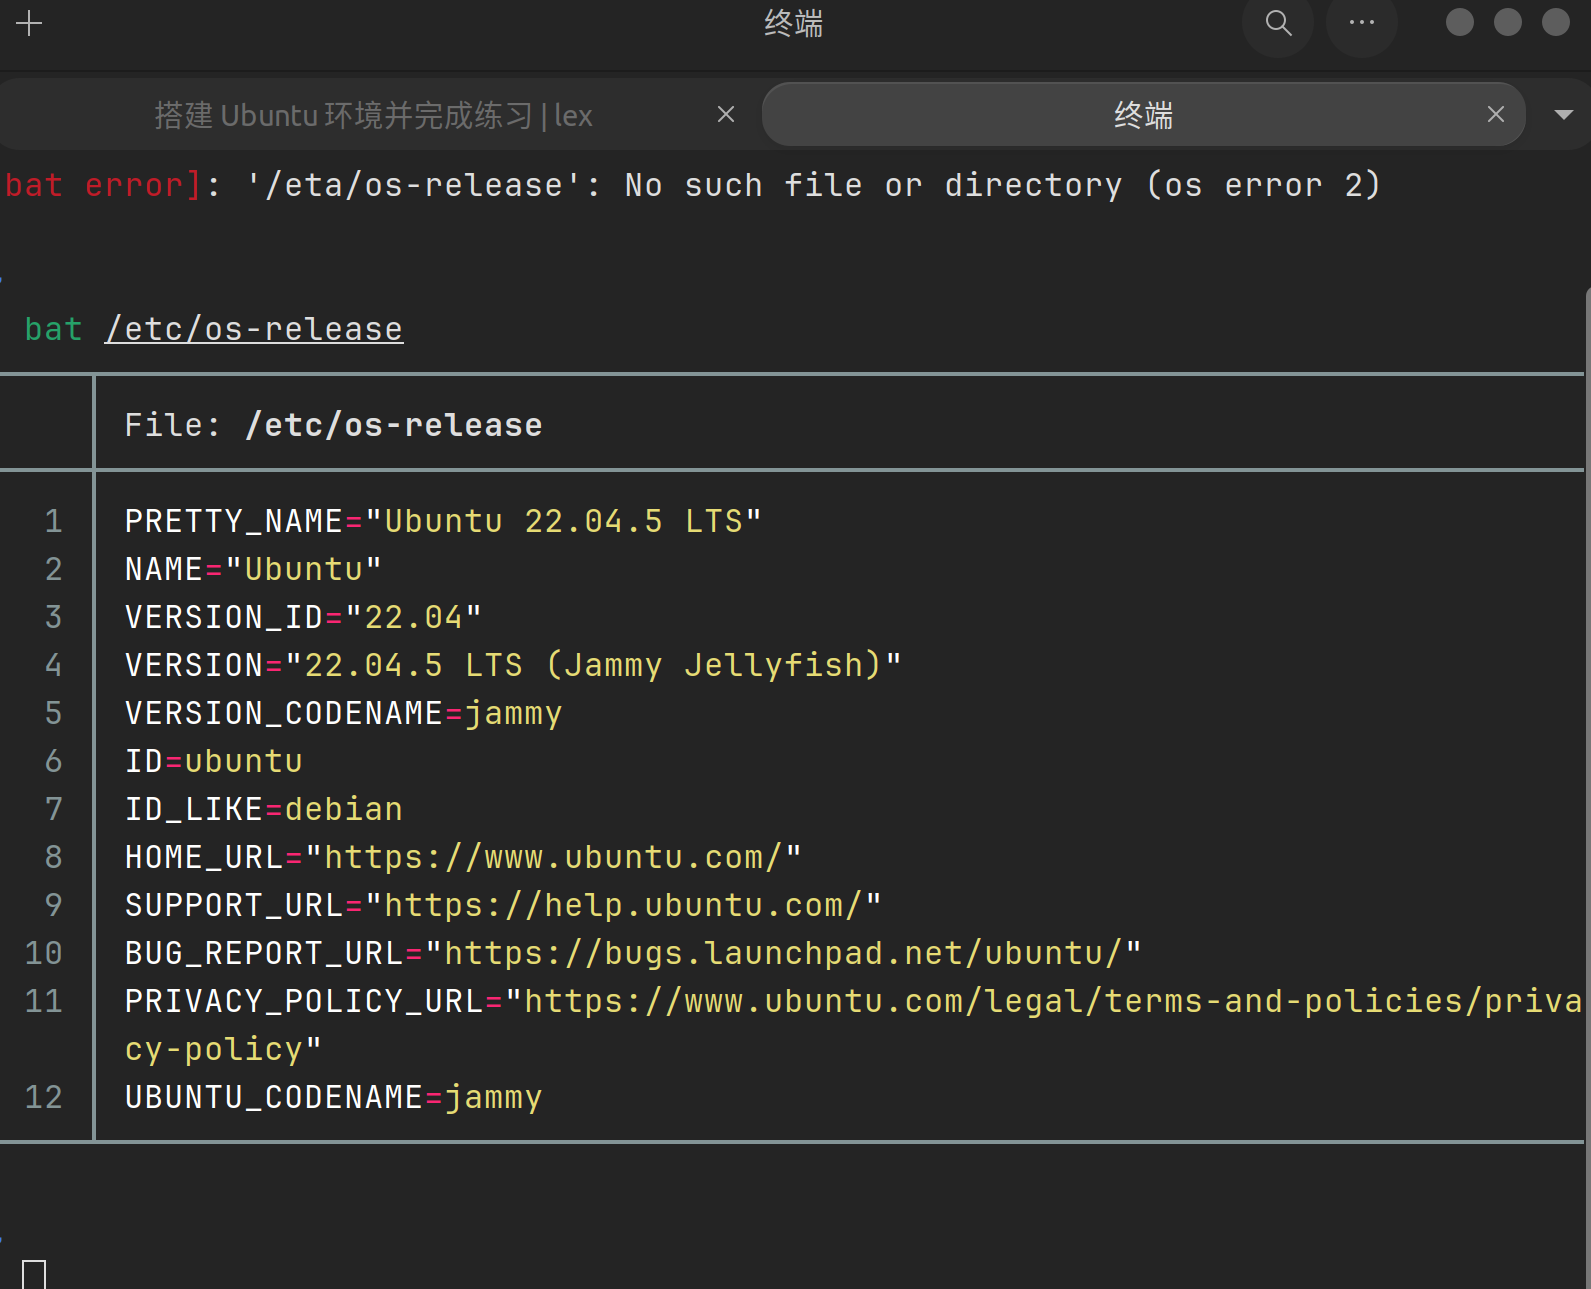 终端
搭建 Ubuntu 环境并完成练习 | lex
终端
bat error]: '/eta/os-release': No such file or directory (os error 2)
bat /etc/os-release
File: /etc/os-release
1 PRETTY_NAME="Ubuntu 22.04.5 LTS"
2 NAME="Ubuntu"
3 VERSION_ID="22.04"
4 VERSION="22.04.5 LTS (Jammy Jellyfish)"
5 VERSION_CODENAME=jammy
6 ID=ubuntu
7 ID_LIKE=debian
8 HOME_URL="https://www.ubuntu.com/"
9 SUPPORT_URL="https://help.ubuntu.com/"
10 BUG_REPORT_URL="https://bugs.launchpad.net/ubuntu/"
11 PRIVACY_POLICY_URL="https://www.ubuntu.com/legal/terms-and-policies/priva
cy-policy"
12 UBUNTU_CODENAME=jammy